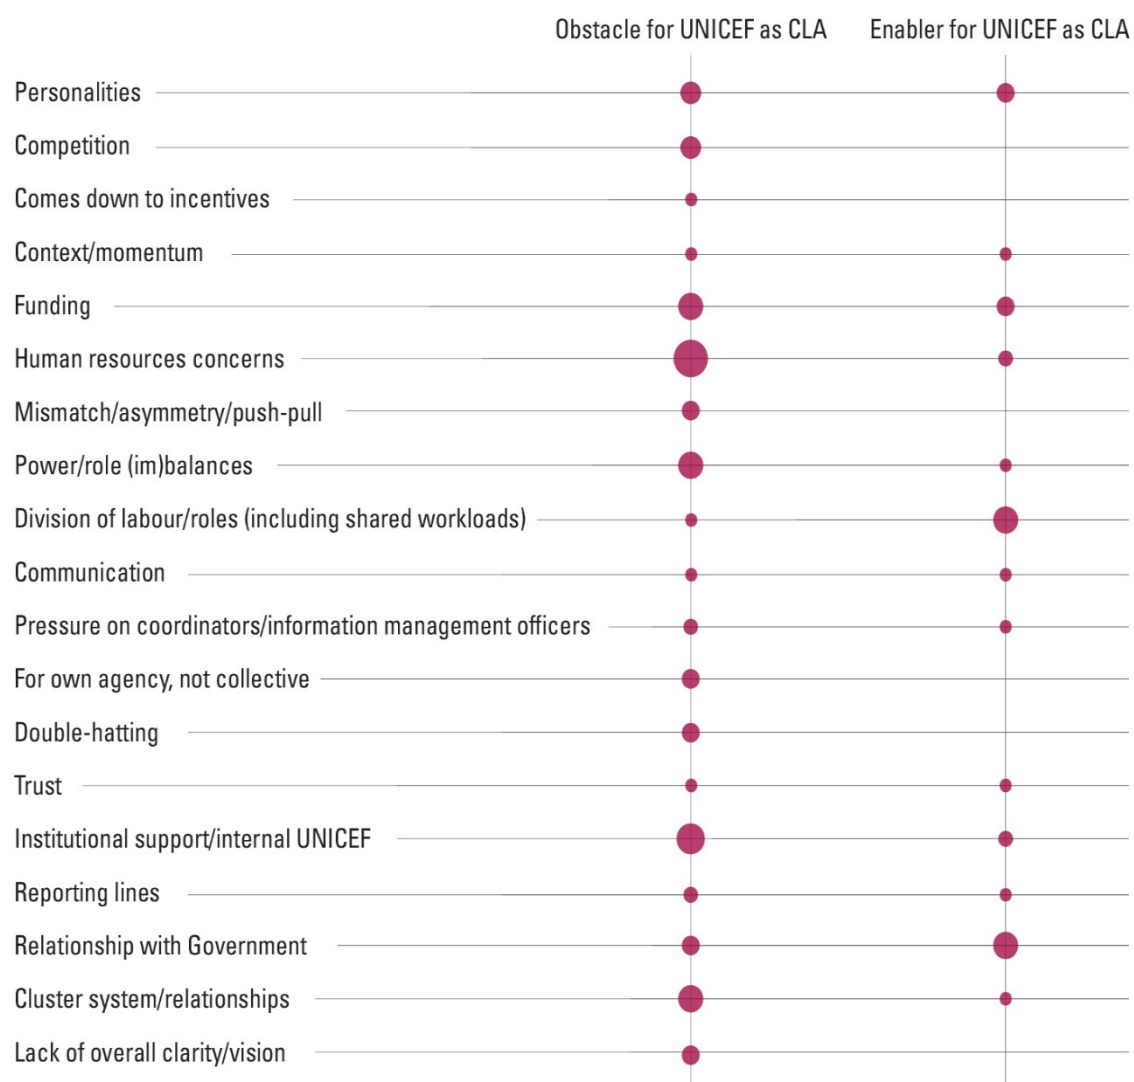 Obstacle for UNICEF as CLA Enabler for UNICEF as CLA
Personalities
Competition
Comes down to incentives
Context/momentum
Funding
Human resources concerns
Mismatch/asymmetry/push-pull
Power/role (im)balances
Division of labour/roles (including shared workloads)
Communication
Pressure on coordinators/information management officers
For own agency, not collective
Double-hatting
Trust
Institutional support/internal UNICEF
Reporting lines
Relationship with Government
Cluster system/relationships
Lack of overall clarity/vision